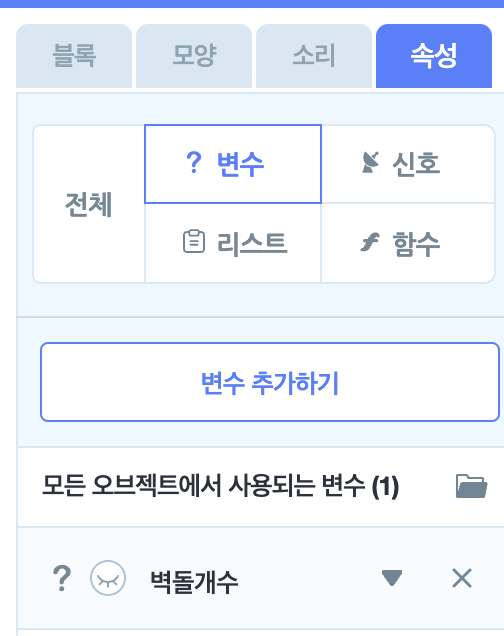 블록 모양 소리 속성
전체
? 변수
신호
리스트
f 함수
변수 추가하기
모든 오브젝트에서 사용되는 변수 (1)
? 벽돌개수